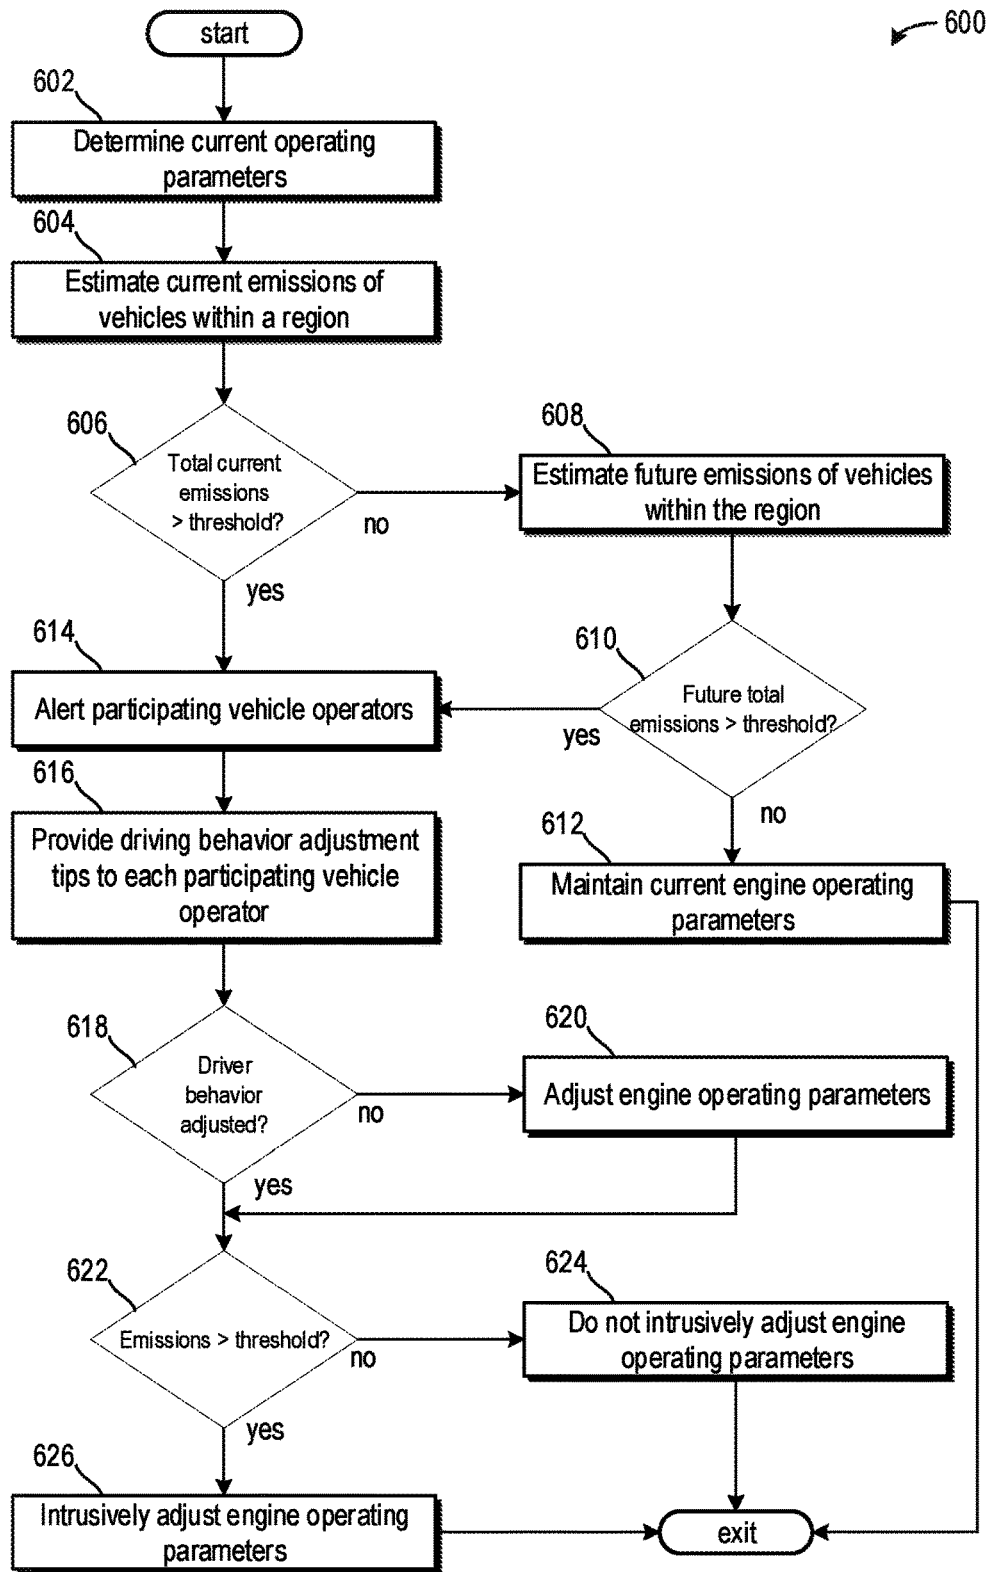 start
600
602
Determine current operating
parameters
604
Estimate current emissions of
vehicles within a region
606
Total current
emissions
> threshold?
no
yes
608
Estimate future emissions of vehicles
within the region
610
Future total
emissions > threshold?
yes
no
612
Maintain current engine operating
parameters
614
Alert participating vehicle operators
616
Provide driving behavior adjustment
tips to each participating vehicle
operator
618
Driver
behavior
adjusted?
no
yes
620
Adjust engine operating parameters
622
Emissions > threshold?
no
yes
624
Do not intrusively adjust engine
operating parameters
626
Intrusively adjust engine operating
parameters
exit